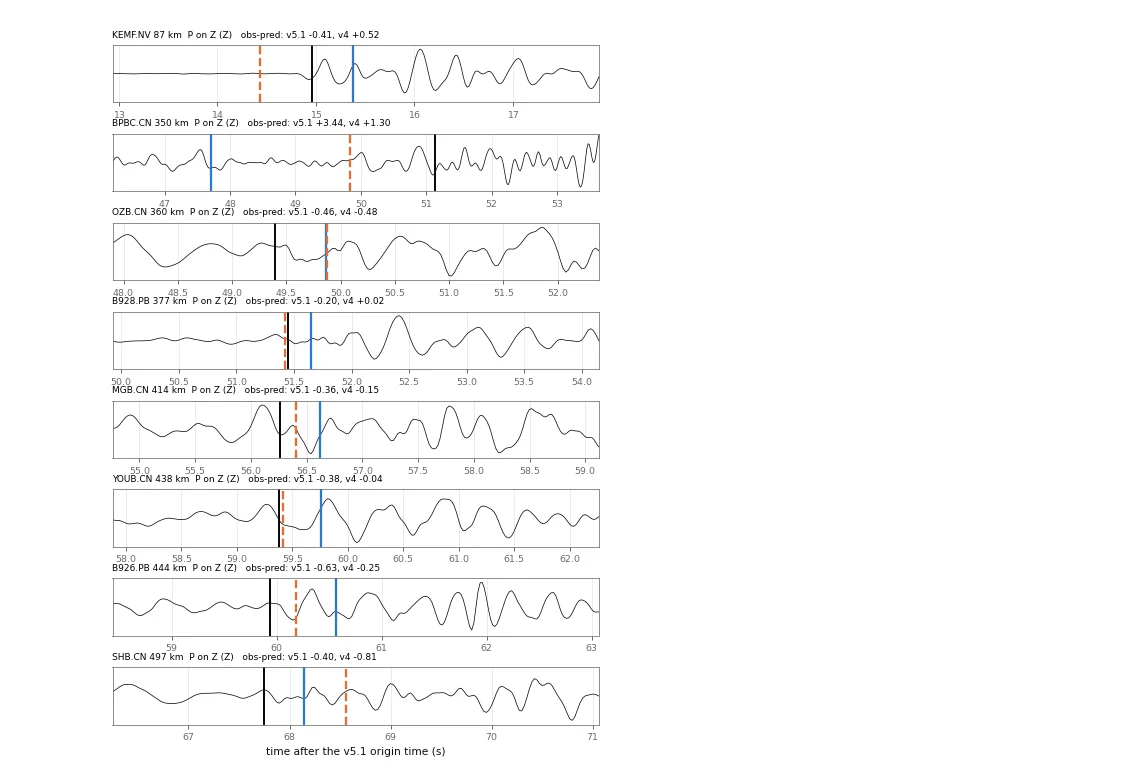 KEMF.NV 87 km  P on Z (Z)   obs-pred: v5.1 -0.41, v4 +0.52
13 14 15 16 17
BPBC.CN 350 km  P on Z (Z)   obs-pred: v5.1 +3.44, v4 +1.30
47 48 49 50 51 52 53
OZB.CN 360 km  P on Z (Z)   obs-pred: v5.1 -0.46, v4 -0.48
48.0 48.5 49.0 49.5 50.0 50.5 51.0 51.5 52.0
B928.PB 377 km  P on Z (Z)   obs-pred: v5.1 -0.20, v4 +0.02
50.0 50.5 51.0 51.5 52.0 52.5 53.0 53.5 54.0
MGB.CN 414 km  P on Z (Z)   obs-pred: v5.1 -0.36, v4 -0.15
55.0 55.5 56.0 56.5 57.0 57.5 58.0 58.5 59.0
YOUB.CN 438 km  P on Z (Z)   obs-pred: v5.1 -0.38, v4 -0.04
58.0 58.5 59.0 59.5 60.0 60.5 61.0 61.5 62.0
B926.PB 444 km  P on Z (Z)   obs-pred: v5.1 -0.63, v4 -0.25
59 60 61 62 63
SHB.CN 497 km  P on Z (Z)   obs-pred: v5.1 -0.40, v4 -0.81
67 68 69 70 71
time after the v5.1 origin time (s)